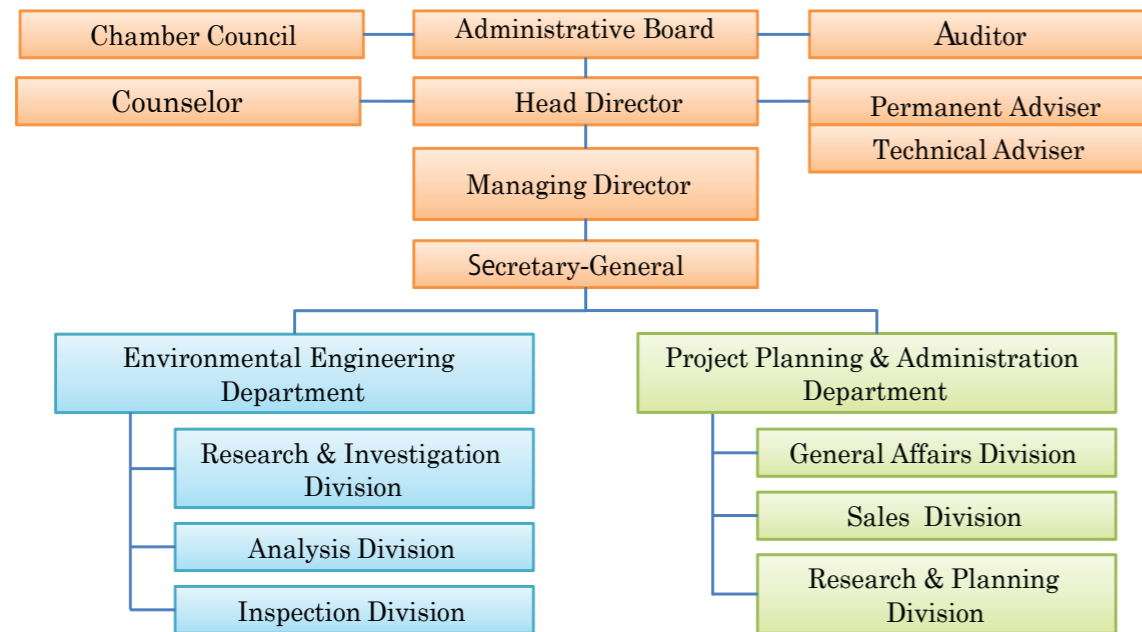 Chamber Council
Administrative Board
Auditor
Counselor
Head Director
Permanent Adviser
Technical Adviser
Managing Director
Secretary-General
Environmental Engineering
Department
Research & Investigation
Division
Analysis Division
Inspection Division
Project Planning & Administration
Department
General Affairs Division
Sales Division
Research & Planning
Division